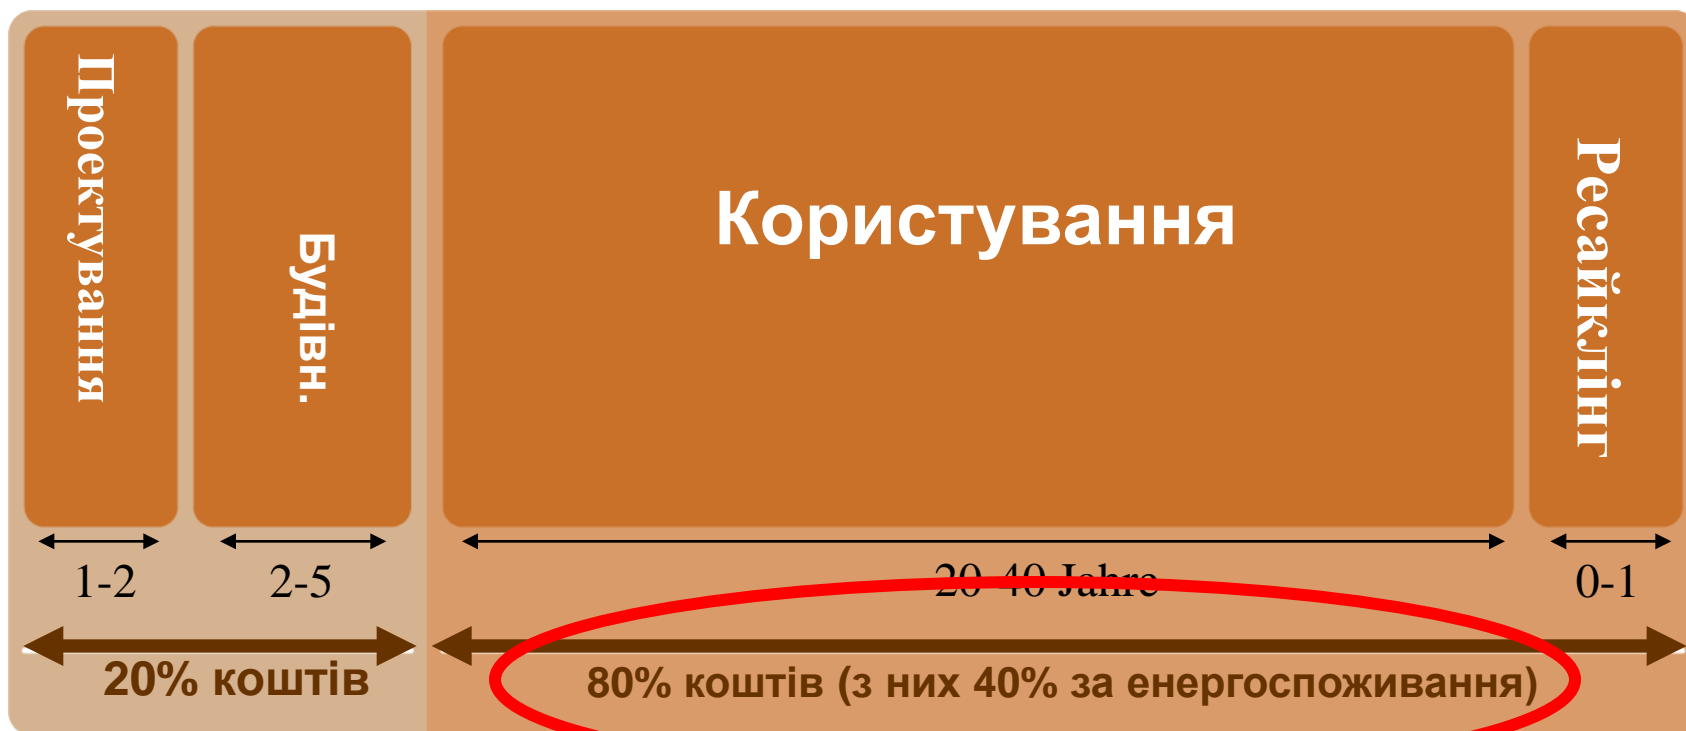 Проектування
Будівн.
Користування
Ресайклінг
1-2
2-5
20-40 Jahre
0-1
20% коштів
80% коштів (з них 40% за енергоспоживання)